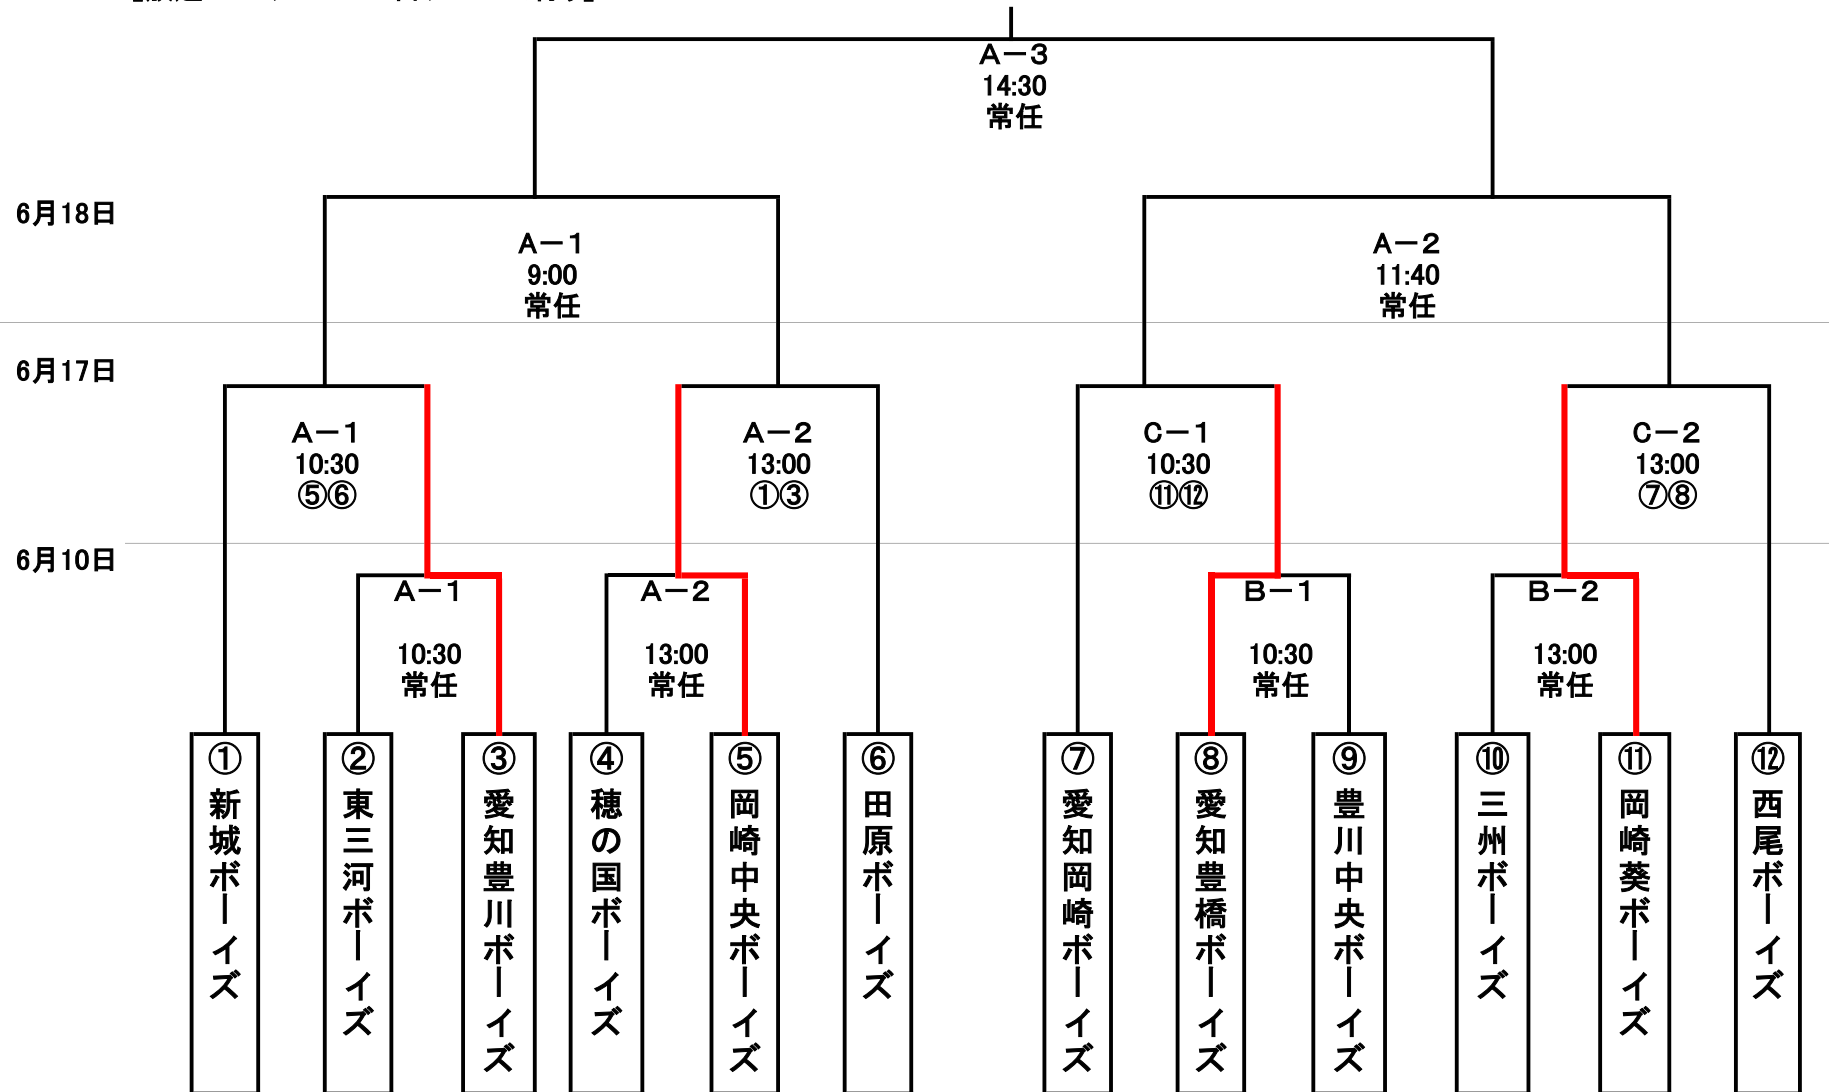 A－3
14:30
常任
6月18日
A－1
9:00
常任
A－2
11:40
常任
6月17日
A－1
10:30
⑤⑥
A－2
13:00
①③
C－1
10:30
⑪⑫
C－2
13:00
⑦⑧
6月10日
A－1
10:30
常任
A－2
13:00
常任
B－1
10:30
常任
B－2
13:00
常任
①新城ボーイズ
②東三河ボーイズ
③愛知豊川ボーイズ
④穂の国ボーイズ
⑤岡崎中央ボーイズ
⑥田原ボーイズ
⑦愛知岡崎ボーイズ
⑧愛知豊橋ボーイズ
⑨豊川中央ボーイズ
⑩三州ボーイズ
⑪岡崎葵ボーイズ
⑫西尾ボーイズ